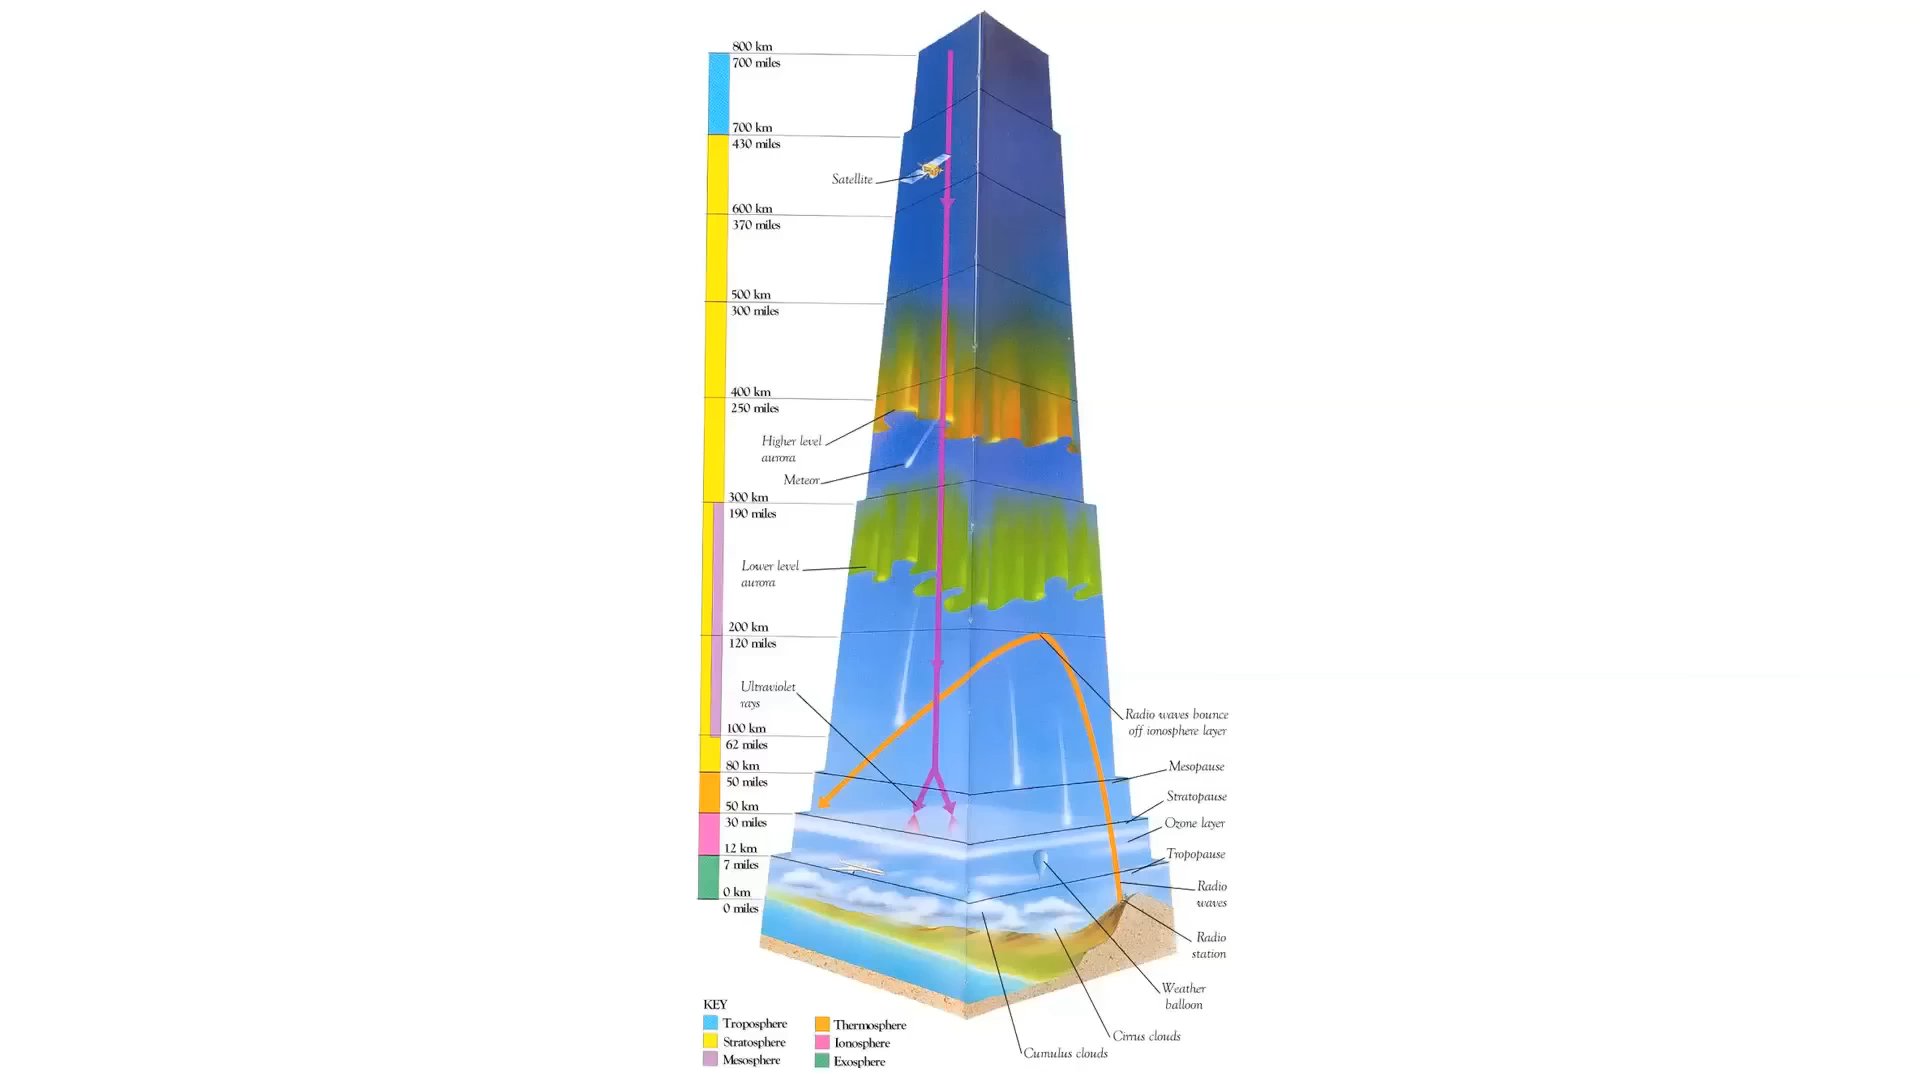 800 km
700 miles
700 km
430 miles
Satellite
600 km
370 miles
500 km
300 miles
400 km
250 miles
Higher level
aurora
Meteor
300 km
190 miles
Lower level
aurora
200 km
120 miles
Ultraviolet
rays
Radio waves bounce
off ionosphere layer
100 km
62 miles
80 km
50 miles
Mesopause
50 km
30 miles
Stratopause
Ozone layer
12 km
7 miles
Tropopause
0 km
0 miles
Radio
waves
Radio
station
Weather
balloon
Cirrus clouds
Cumulus clouds
KEY
Troposphere
Stratosphere
Mesosphere
Thermosphere
Ionosphere
Exosphere